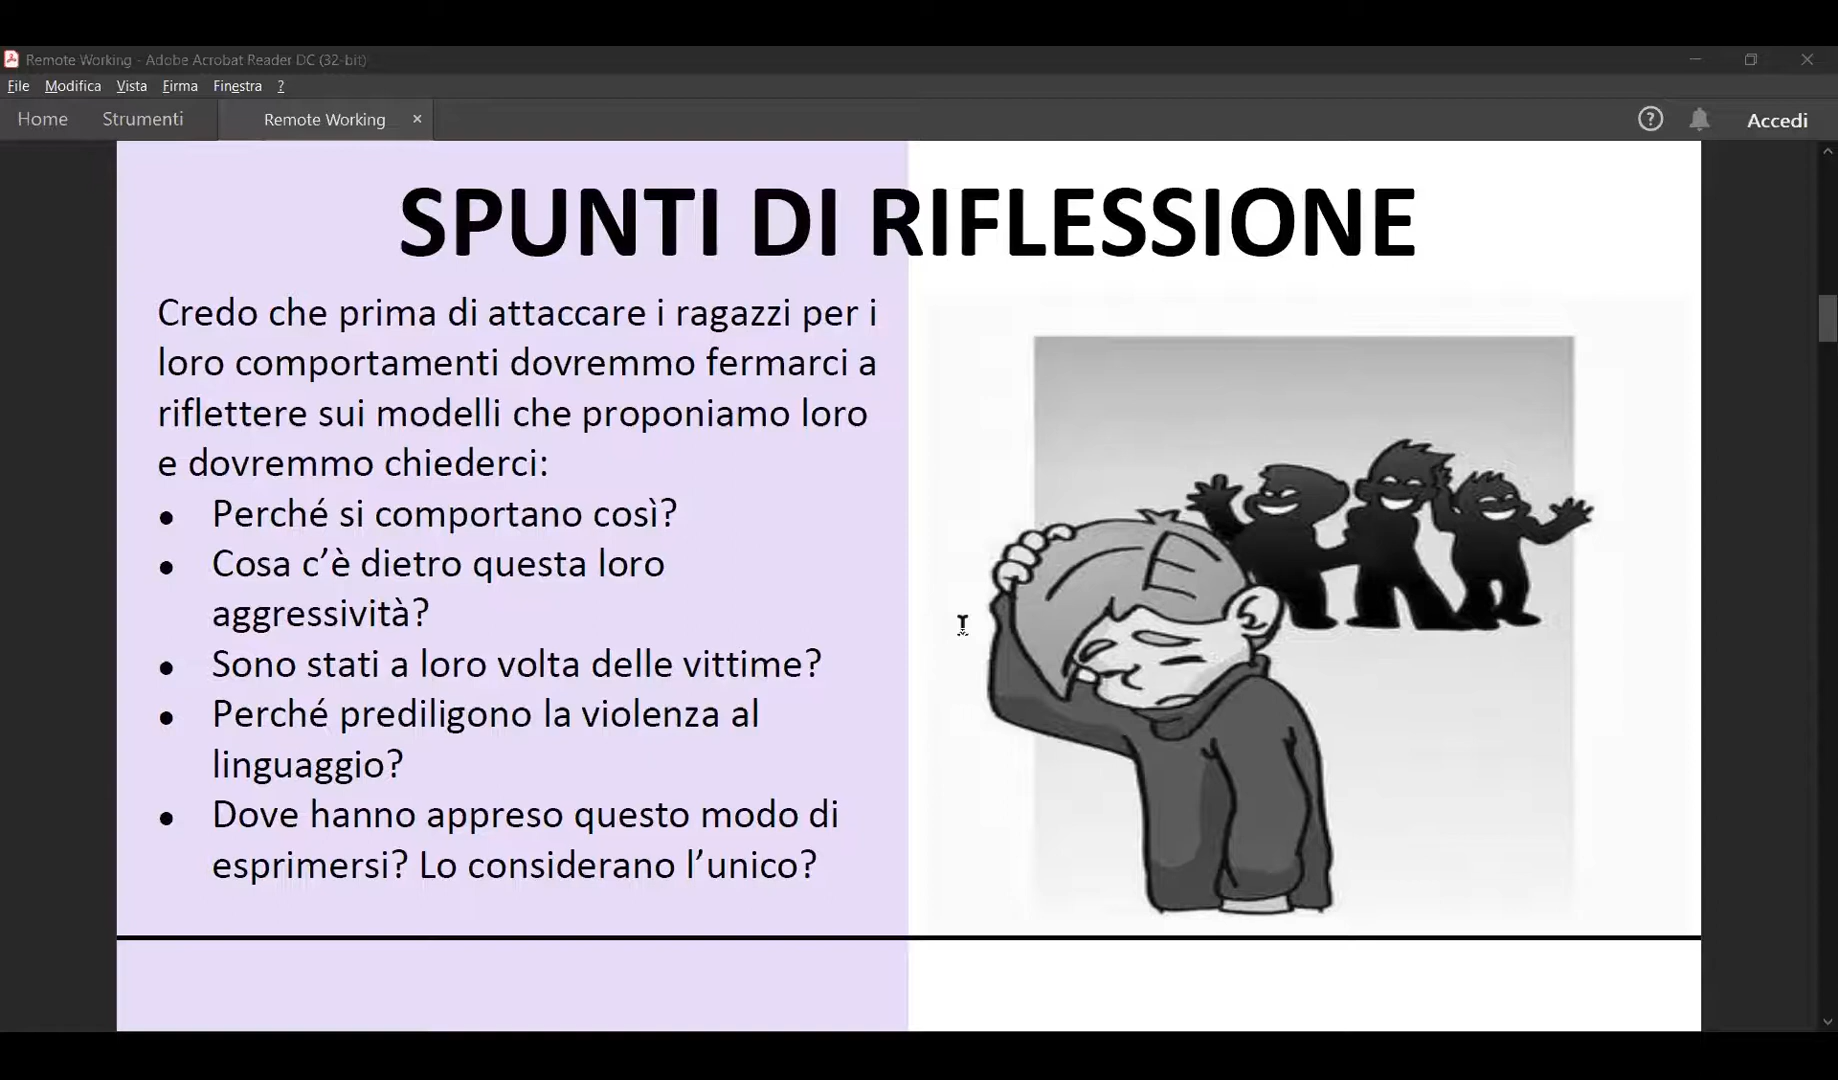 Remote Working - Adobe Acrobat Reader DC (32-bit)
File Modifica Vista Firma Finestra ?
Home Strumenti Remote Working × ? Accedi
SPUNTI DI RIFLESSIONE
Credo che prima di attaccare i ragazzi per i
loro comportamenti dovremmo fermarci a
riflettere sui modelli che proponiamo loro
e dovremmo chiederci:
• Perché si comportano così?
• Cosa c’è dietro questa loro
aggressività?
• Sono stati a loro volta delle vittime?
• Perché prediligono la violenza al
linguaggio?
• Dove hanno appreso questo modo di
esprimersi? Lo considerano l’unico?